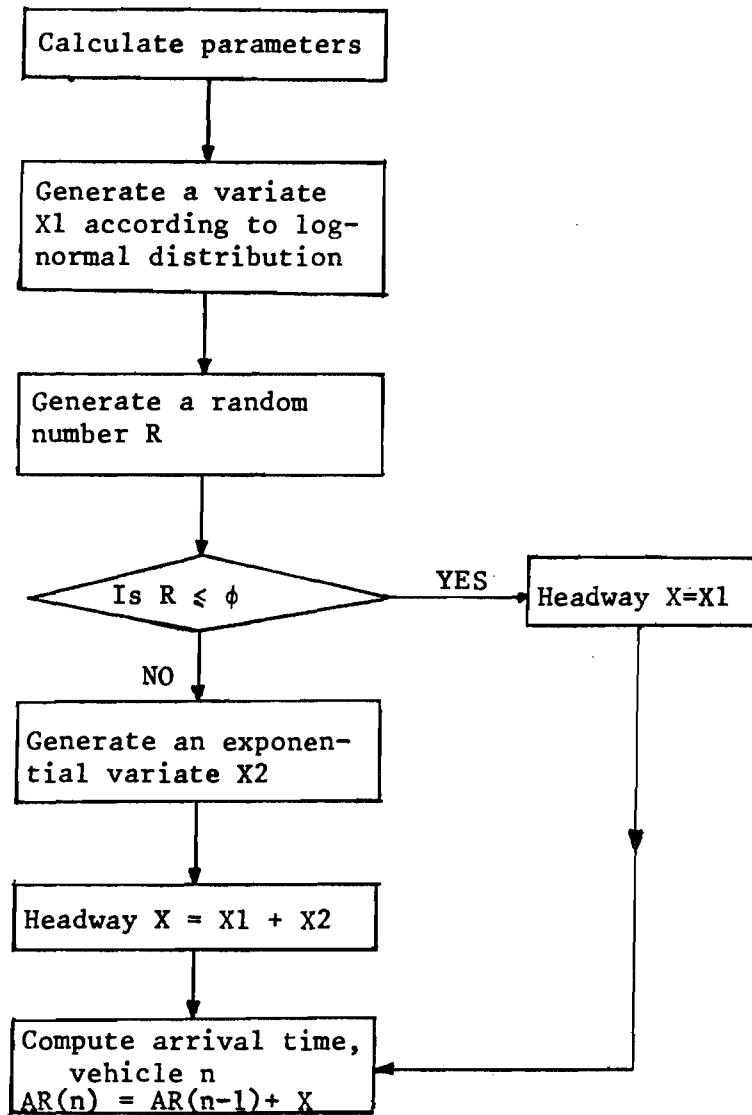 Calculate parameters
Generate a variate
X1 according to log-
normal distribution
Generate a random
number R
Is R ⩽ ϕ
YES
Headway X=X1
NO
Generate an exponen-
tial variate X2
Headway X = X1 + X2
Compute arrival time,
vehicle n
AR(n) = AR(n-1)+ X